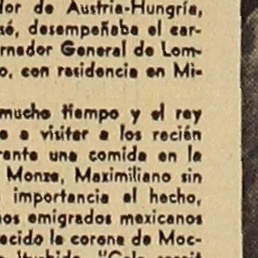 dor de Austria-Hungría,
sé, desempeñaba el car-
rnador General de Lom-
o, con residencia en Mi-
mucho tiempo y el rey
e a visitar a los recién
rante una comida en la
Monza, Maximiliano sin
importancia el hecho,
nos emigrados mexicanos
ecido la corona de Moc-